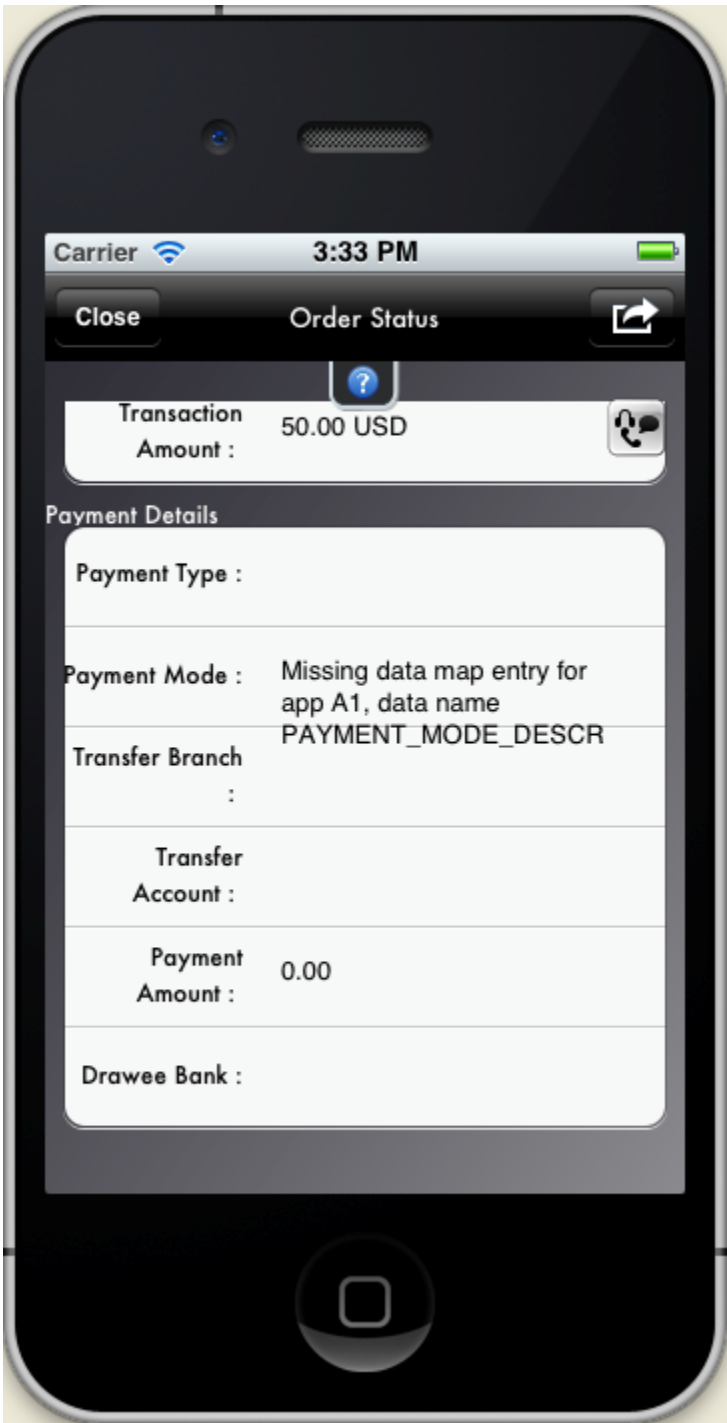 Carrier 3:33 PM
Close Order Status
?
Transaction
Amount : 50.00 USD
Payment Details
Payment Type :
Payment Mode : Missing data map entry for
app A1, data name
PAYMENT_MODE_DESCR
Transfer Branch
:
Transfer
Account :
Payment
Amount : 0.00
Drawee Bank :